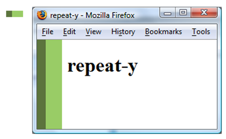 repeat-y - Mozilla Firefox
File Edit View History Bookmarks Tools
repeat-y